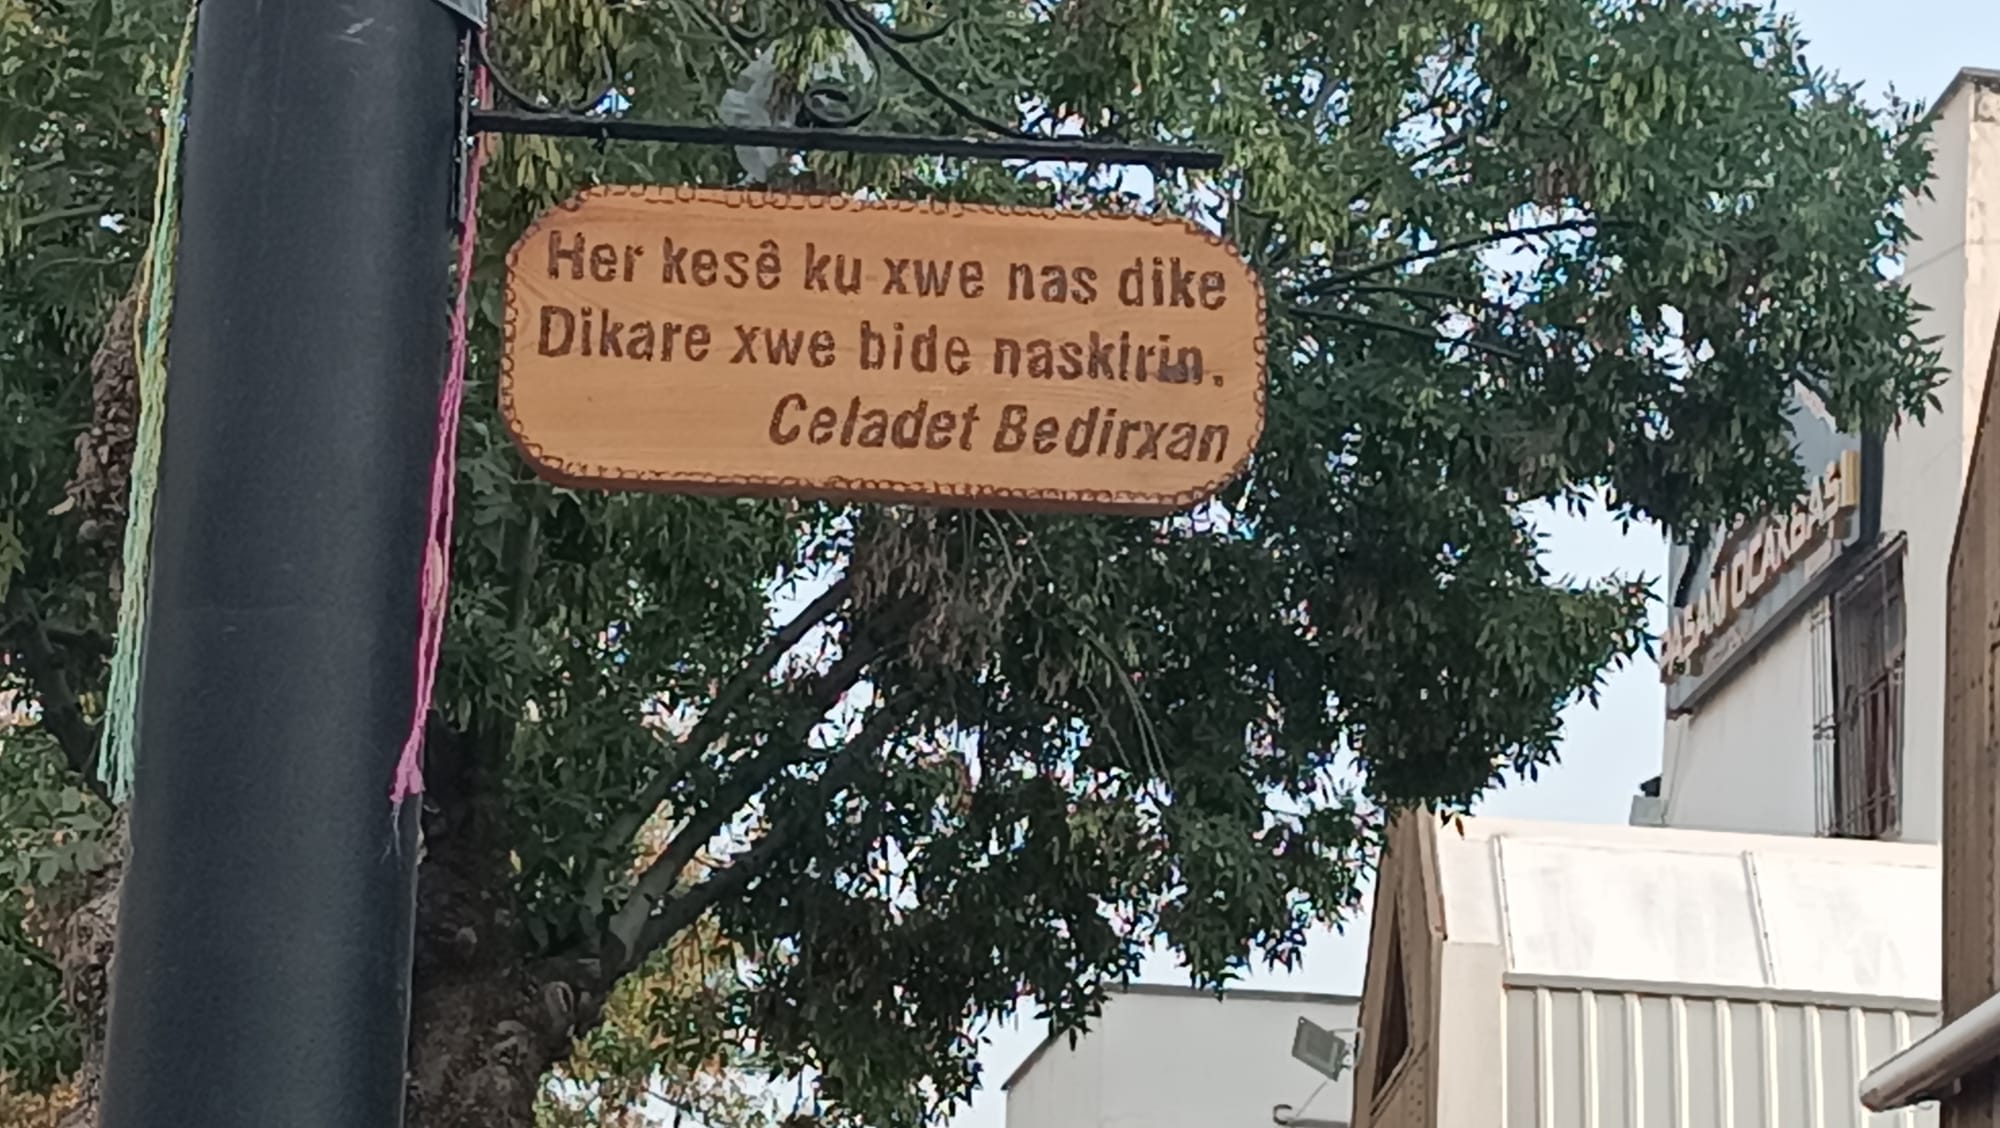 Her kesê ku xwe nas dike
Dikare xwe bide naskirin.
Celadet Bedirxan
OCAKBAŞI